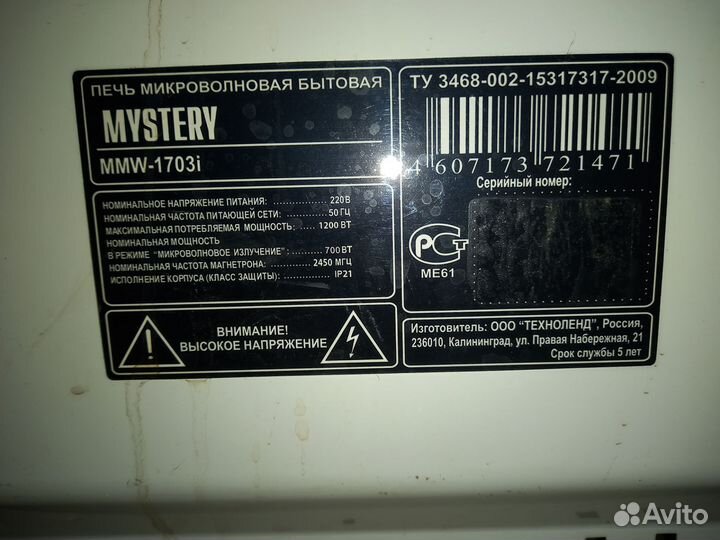 ПЕЧЬ МИКРОВОЛНОВАЯ БЫТОВАЯ
MYSTERY
MMW-1703i
НОМИНАЛЬНОЕ НАПРЯЖЕНИЕ ПИТАНИЯ: ........................ 220В
НОМИНАЛЬНАЯ ЧАСТОТА ПИТАЮЩЕЙ СЕТИ: ............... 50 ГЦ
МАКСИМАЛЬНАЯ ПОТРЕБЛЯЕМАЯ МОЩНОСТЬ: ......... 1200 ВТ
НОМИНАЛЬНАЯ МОЩНОСТЬ
В РЕЖИМЕ "МИКРОВОЛНОВОЕ ИЗЛУЧЕНИЕ": ............. 700 ВТ
НОМИНАЛЬНАЯ ЧАСТОТА МАГНЕТРОНА: ............. 2450 МГЦ
ИСПОЛНЕНИЕ КОРПУСА (КЛАСС ЗАЩИТЫ): ................. IP21
ВНИМАНИЕ!
ВЫСОКОЕ НАПРЯЖЕНИЕ
ТУ 3468-002-15317317-2009
4 607173 721471
Серийный номер:
РСТ
МЕ61
Изготовитель: ООО "ТЕХНОЛЕНД", Россия,
236010, Калининград, ул. Правая Набережная, 21
Срок службы 5 лет
Avito